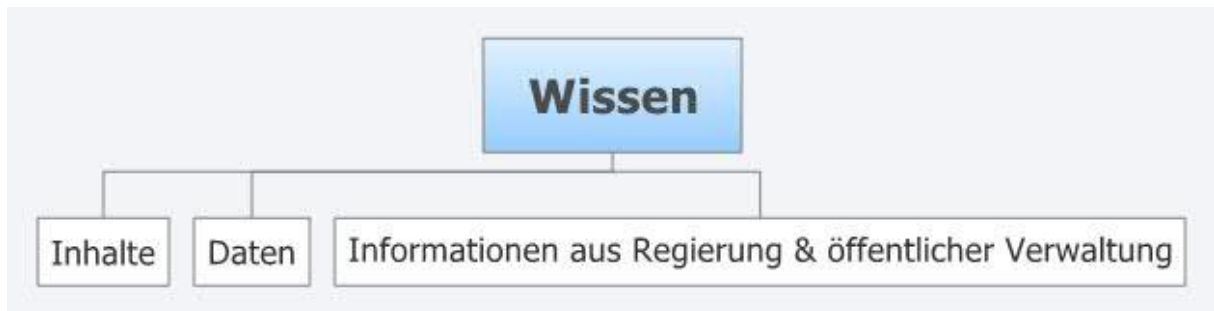 Wissen
Inhalte
Daten
Informationen aus Regierung & öffentlicher Verwaltung